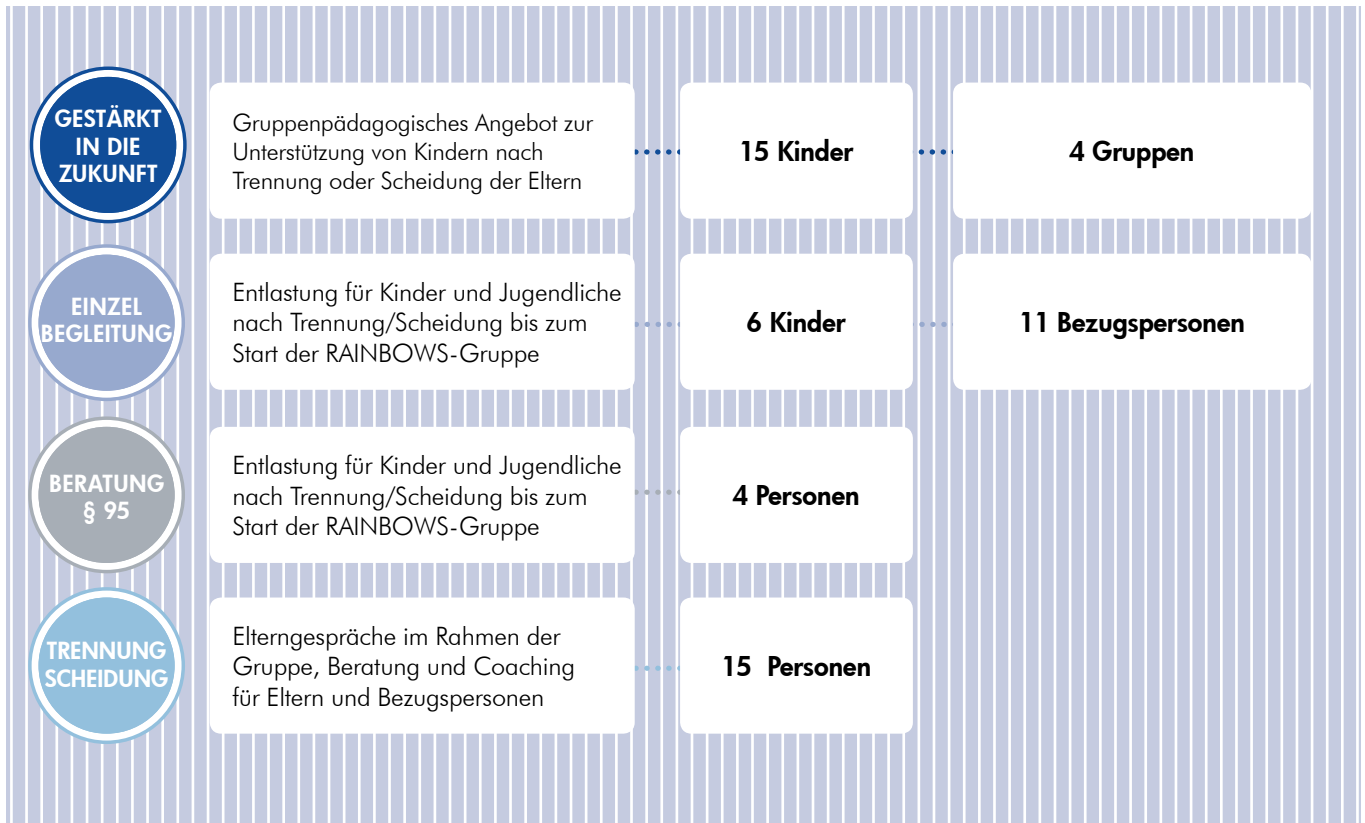 GESTÄRKT
IN DIE
ZUKUNFT
Gruppenpädagogisches Angebot zur
Unterstützung von Kindern nach
Trennung oder Scheidung der Eltern
15 Kinder
4 Gruppen
EINZEL
BEGLEITUNG
Entlastung für Kinder und Jugendliche
nach Trennung/Scheidung bis zum
Start der RAINBOWS-Gruppe
6 Kinder
11 Bezugspersonen
BERATUNG
§ 95
Entlastung für Kinder und Jugendliche
nach Trennung/Scheidung bis zum
Start der RAINBOWS-Gruppe
4 Personen
TRENNUNG
SCHEIDUNG
Elterngespräche im Rahmen der
Gruppe, Beratung und Coaching
für Eltern und Bezugspersonen
15 Personen